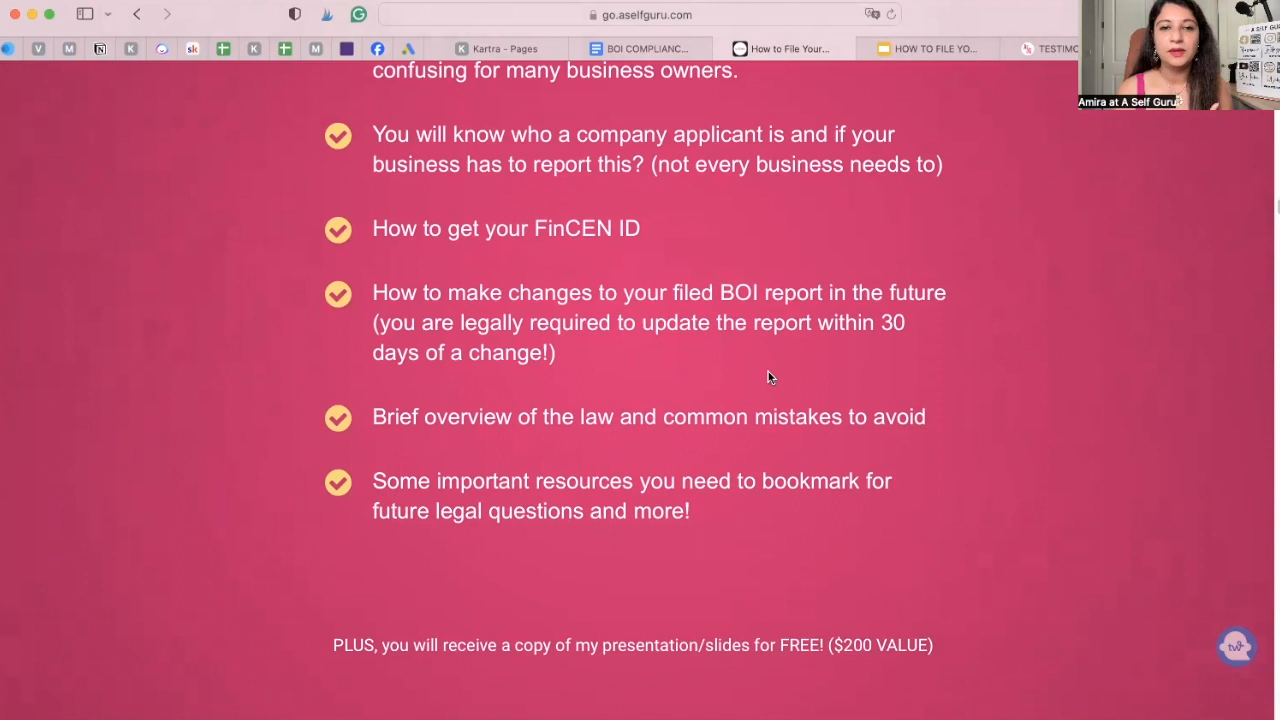 go.aselfguru.com
V
M
K
slk
K
M
Kartra - Pages
BOI COMPLIANC...
How to File Your...
HOW TO FILE YO...
TESTIMO
Amira at A Self Guru
confusing for many business owners.
You will know who a company applicant is and if your
business has to report this? (not every business needs to)
How to get your FinCEN ID
How to make changes to your filed BOI report in the future
(you are legally required to update the report within 30
days of a change!)
Brief overview of the law and common mistakes to avoid
Some important resources you need to bookmark for
future legal questions and more!
PLUS, you will receive a copy of my presentation/slides for FREE! ($200 VALUE)